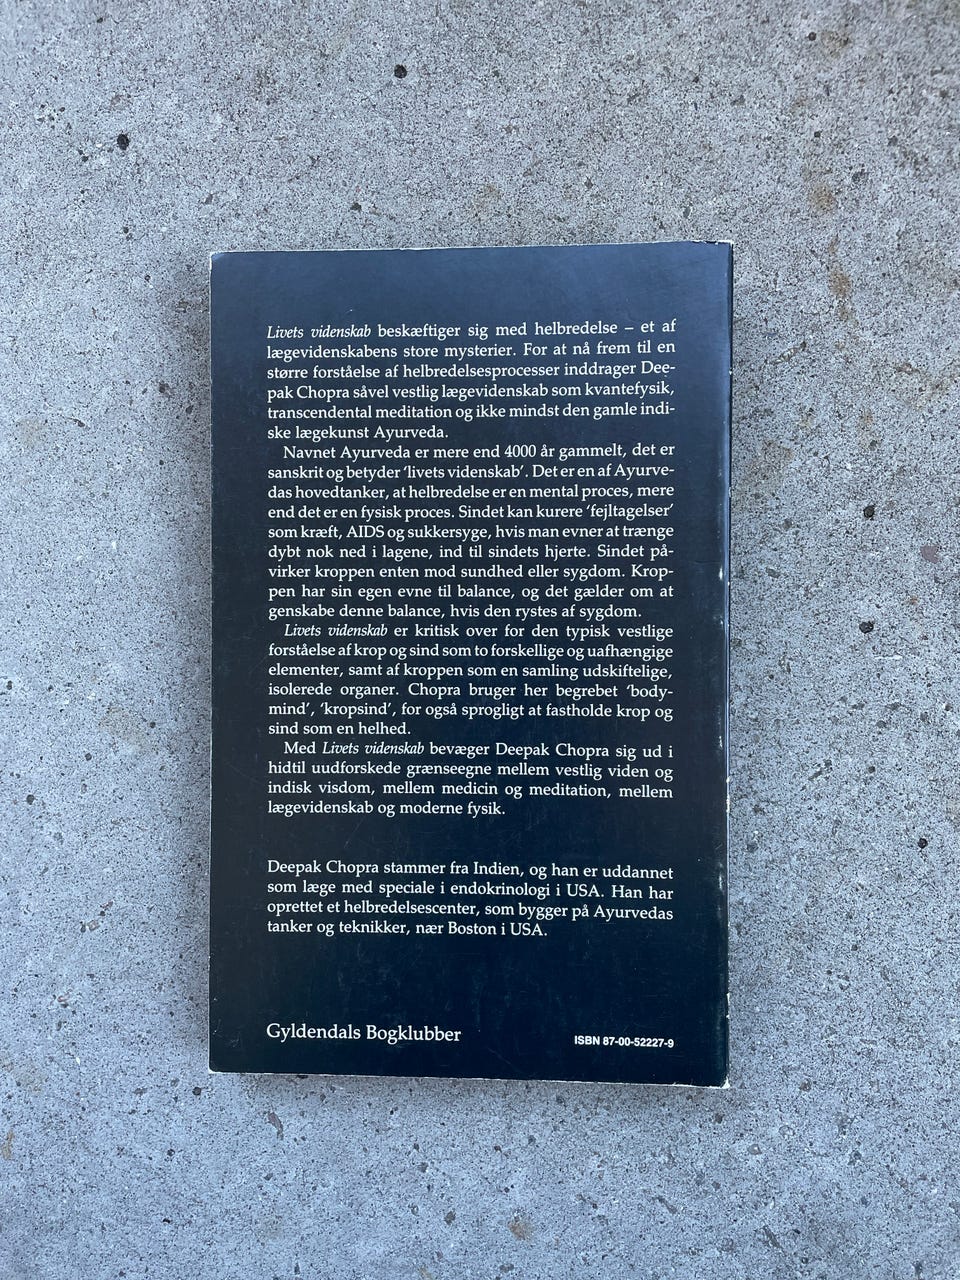 Livets videnskab beskæftiger sig med helbredelse – et af
lægevidenskabens store mysterier. For at nå frem til en
større forståelse af helbredelsesprocesser inddrager Dee-
pak Chopra såvel vestlig lægevidenskab som kvantefysik,
transcendental meditation og ikke mindst den gamle indi-
ske lægekunst Ayurveda.
Navnet Ayurveda er mere end 4000 år gammelt, det er
sanskrit og betyder 'livets videnskab'. Det er en af Ayurve-
das hovedtanker, at helbredelse er en mental proces, mere
end det er en fysisk proces. Sindet kan kurere 'fejltagelser'
som kræft, AIDS og sukkersyge, hvis man evner at trænge
dybt nok ned i lagene, ind til sindets hjerte. Sindet på-
virker kroppen enten mod sundhed eller sygdom. Krop-
pen har sin egen evne til balance, og det gælder om at
genskabe denne balance, hvis den rystes af sygdom.
Livets videnskab er kritisk over for den typisk vestlige
forståelse af krop og sind som to forskellige og uafhængige
elementer, samt af kroppen som en samling udskiftelige,
isolerede organer. Chopra bruger her begrebet 'body-
mind', 'kropsind', for også sprogligt at fastholde krop og
sind som en helhed.
Med Livets videnskab bevæger Deepak Chopra sig ud i
hidtil uudforskede grænseegne mellem vestlig viden og
indisk visdom, mellem medicin og meditation, mellem
lægevidenskab og moderne fysik.
Deepak Chopra stammer fra Indien, og han er uddannet
som læge med speciale i endokrinologi i USA. Han har
oprettet et helbredelsescenter, som bygger på Ayurvedas
tanker og teknikker, nær Boston i USA.
Gyldendals Bogklubber
ISBN 87-00-52227-9